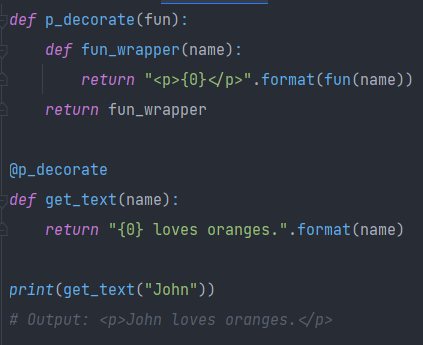 def p_decorate(fun):
    def fun_wrapper(name):
        return "<p>{0}</p>".format(fun(name))
    return fun_wrapper

@p_decorate
def get_text(name):
    return "{0} loves oranges.".format(name)

print(get_text("John"))
# Output: <p>John loves oranges.</p>